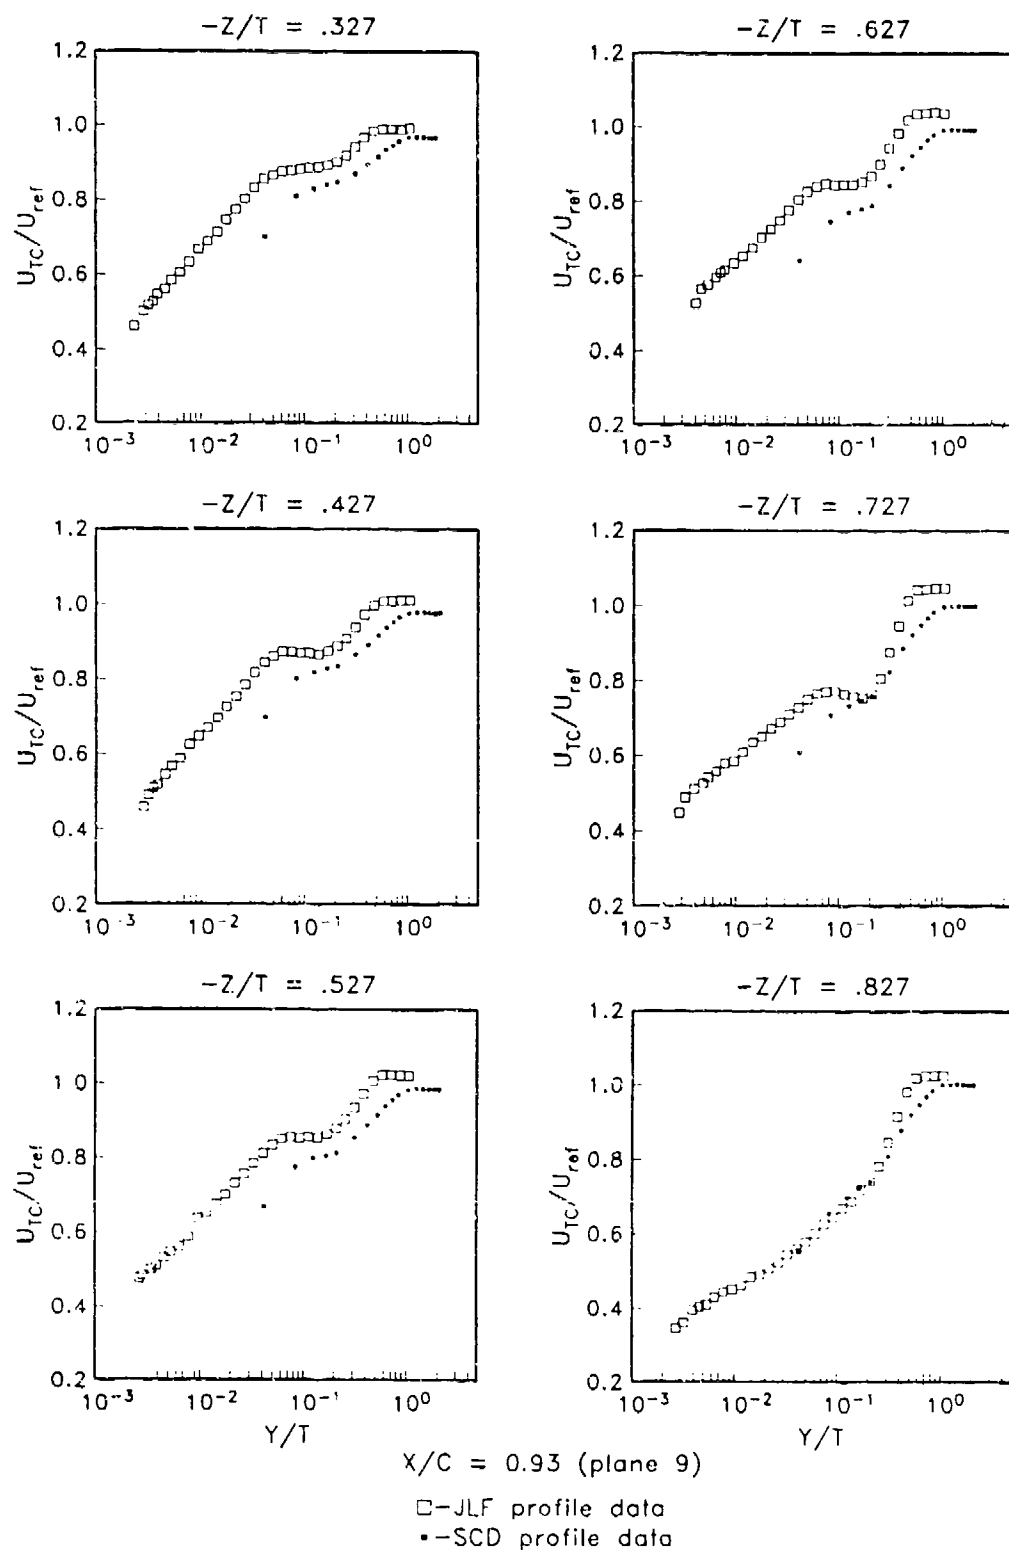 -Z/T = .327
1.2
1.0
0.8
0.6
0.4
0.2
U_TC/U_ref
10^-3 10^-2 10^-1 10^0
-Z/T = .627
1.2
1.0
0.8
0.6
0.4
0.2
U_TC/U_ref
10^-3 10^-2 10^-1 10^0
-Z/T = .427
1.2
1.0
0.8
0.6
0.4
0.2
U_TC/U_ref
10^-3 10^-2 10^-1 10^0
-Z/T = .727
1.2
1.0
0.8
0.6
0.4
0.2
U_TC/U_ref
10^-3 10^-2 10^-1 10^0
-Z/T = .527
1.2
1.0
0.8
0.6
0.4
0.2
U_TC/U_ref
10^-3 10^-2 10^-1 10^0
Y/T
-Z/T = .827
1.2
1.0
0.8
0.6
0.4
0.2
U_TC/U_ref
10^-3 10^-2 10^-1 10^0
Y/T
X/C = 0.93 (plane 9)
□-JLF profile data
▪-SCD profile data